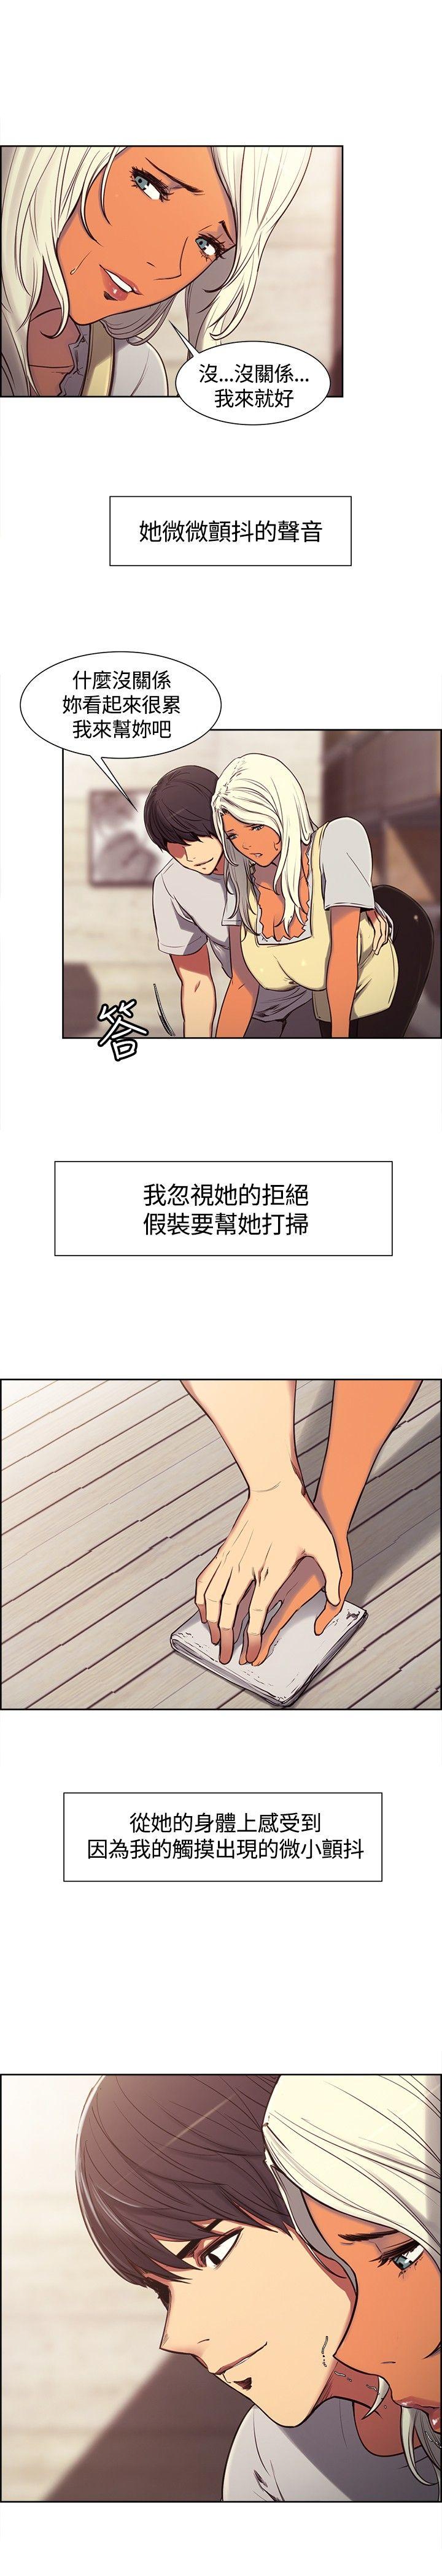 沒...沒關係...
我來就好
她微微顫抖的聲音
什麼沒關係
妳看起來很累
我來幫妳吧
答
我忽視她的拒絕
假裝要幫她打掃
從她的身體上感受到
因為我的觸摸出現的微小顫抖